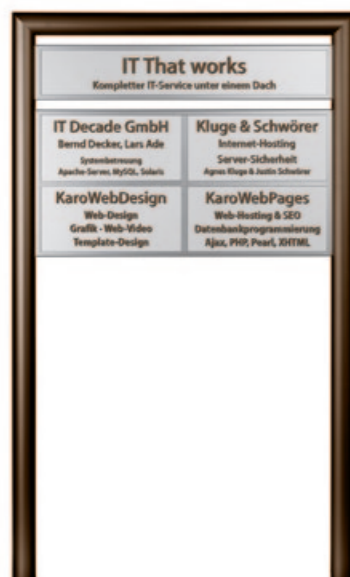 IT That works
Kompletter IT-Service unter einem Dach
IT Decade GmbH
Bernd Decker, Lars Ade
Systembetreuung
Apache-Server, MySQL, Solaris
Kluge & Schwörer
Internet-Hosting
Server-Sicherheit
Agnes Kluge & Justin Schwörer
KaroWebDesign
Web-Design
Grafik - Web-Video
Template-Design
KaroWebPages
Web-Hosting & SEO
Datenbankprogrammierung
Ajax, PHP, Pearl, XHTML